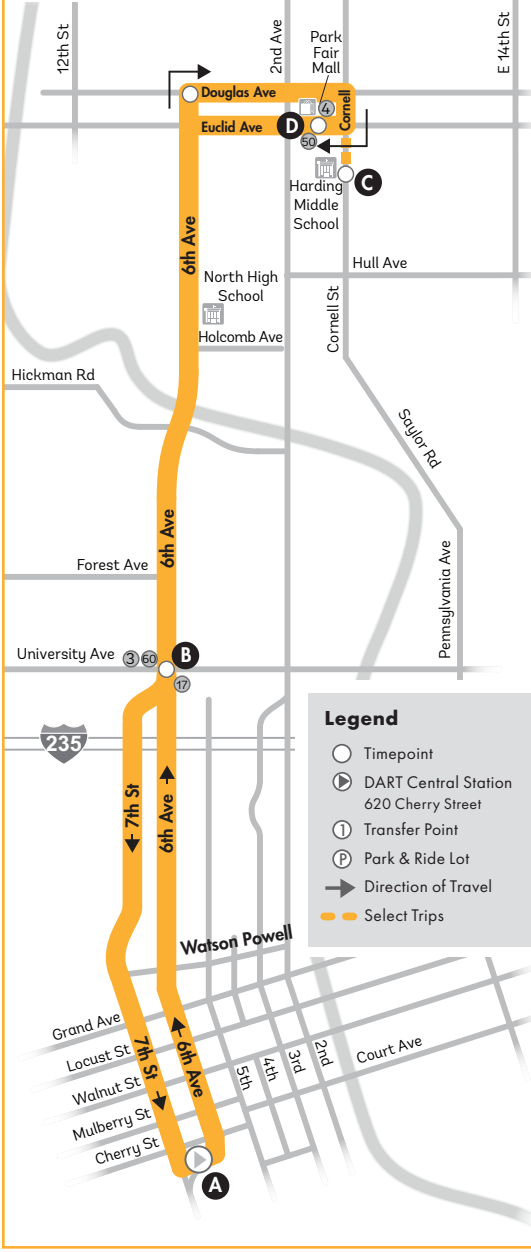 12th St
2nd Ave
Park
Fair
Mall
E 14th St
Douglas Ave
4
Cornell
Euclid Ave
D
50
C
Harding
Middle
School
6th Ave
Hull Ave
North High
School
Cornell St
Holcomb Ave
Hickman Rd
Saylor Rd
6th Ave
Forest Ave
Pennsylvania Ave
University Ave
3
60
B
17
235
7th St
6th Ave
Legend
Timepoint
DART Central Station
620 Cherry Street
1
Transfer Point
P
Park & Ride Lot
Direction of Travel
Select Trips
Watson Powell
Grand Ave
Locust St
Walnut St
Mulberry St
Cherry St
7th St
6th Ave
5th
4th
3rd
2nd
Court Ave
A